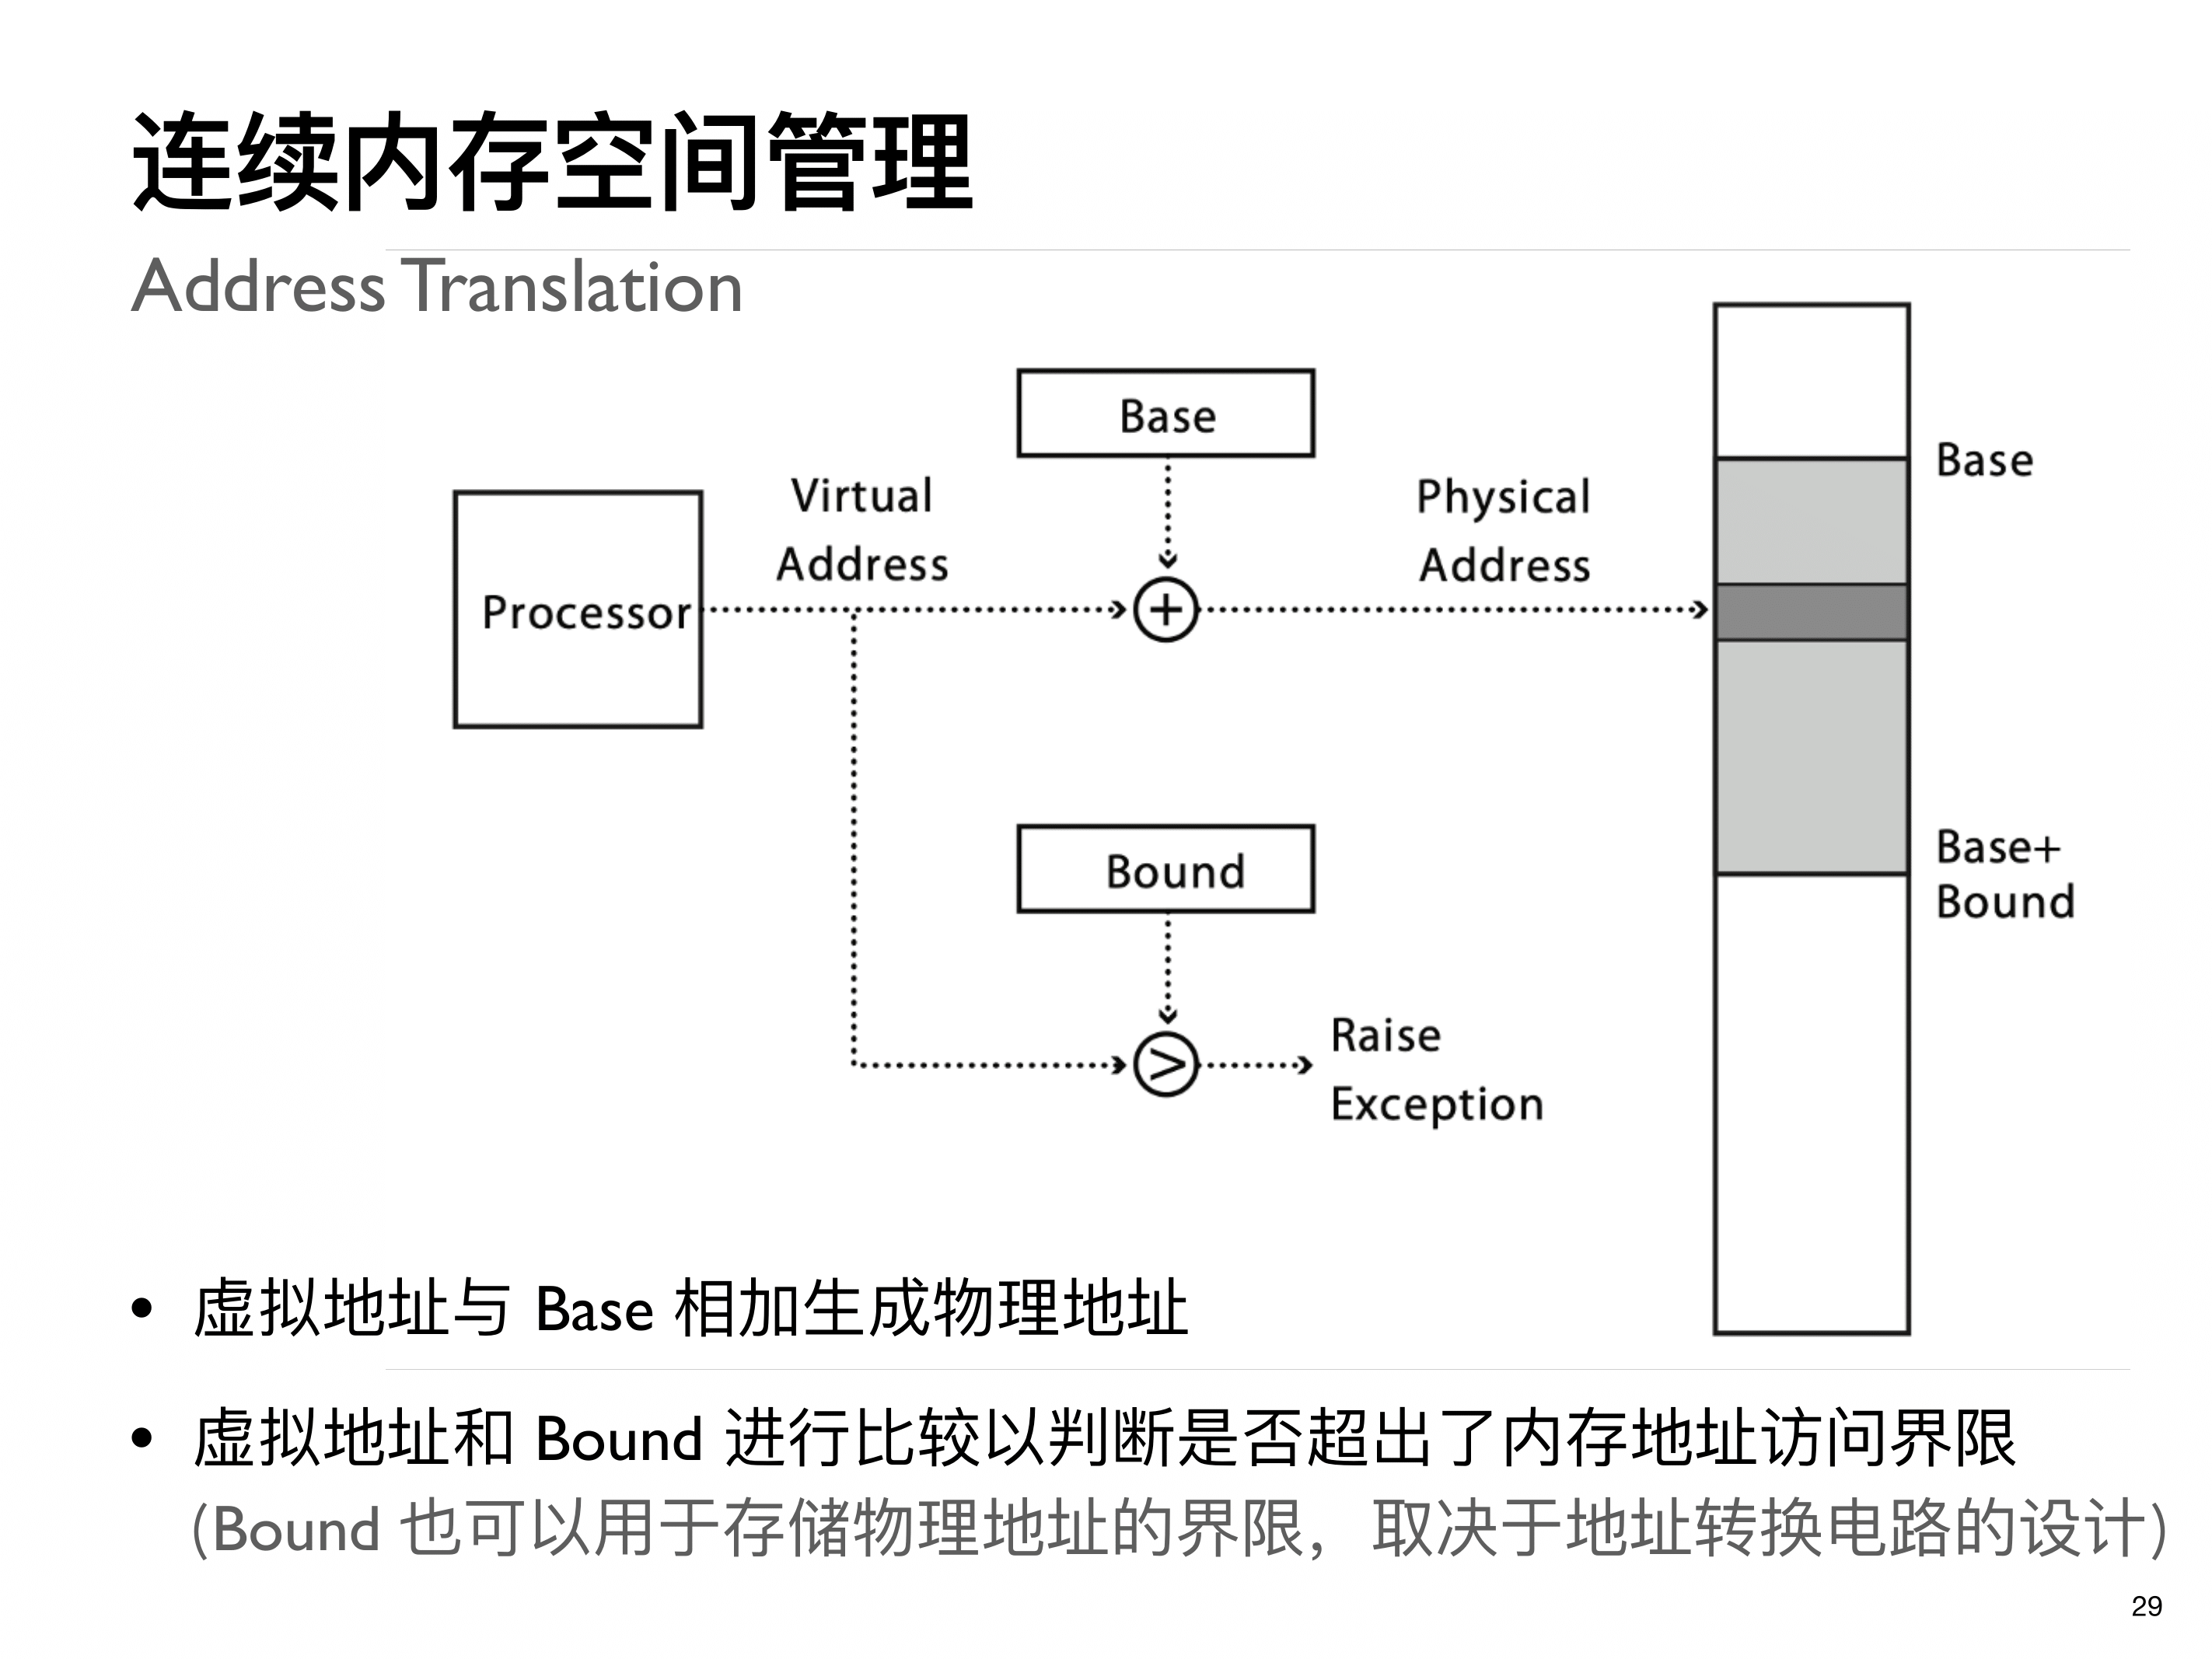 连续内存空间管理
Address Translation
Base
Virtual
Address
Physical
Address
Base
Processor
Bound
Base+
Bound
Raise
Exception
• 虚拟地址与 Base 相加生成物理地址
• 虚拟地址和 Bound 进行比较以判断是否超出了内存地址访问界限
(Bound 也可以用于存储物理地址的界限，取决于地址转换电路的设计)
29